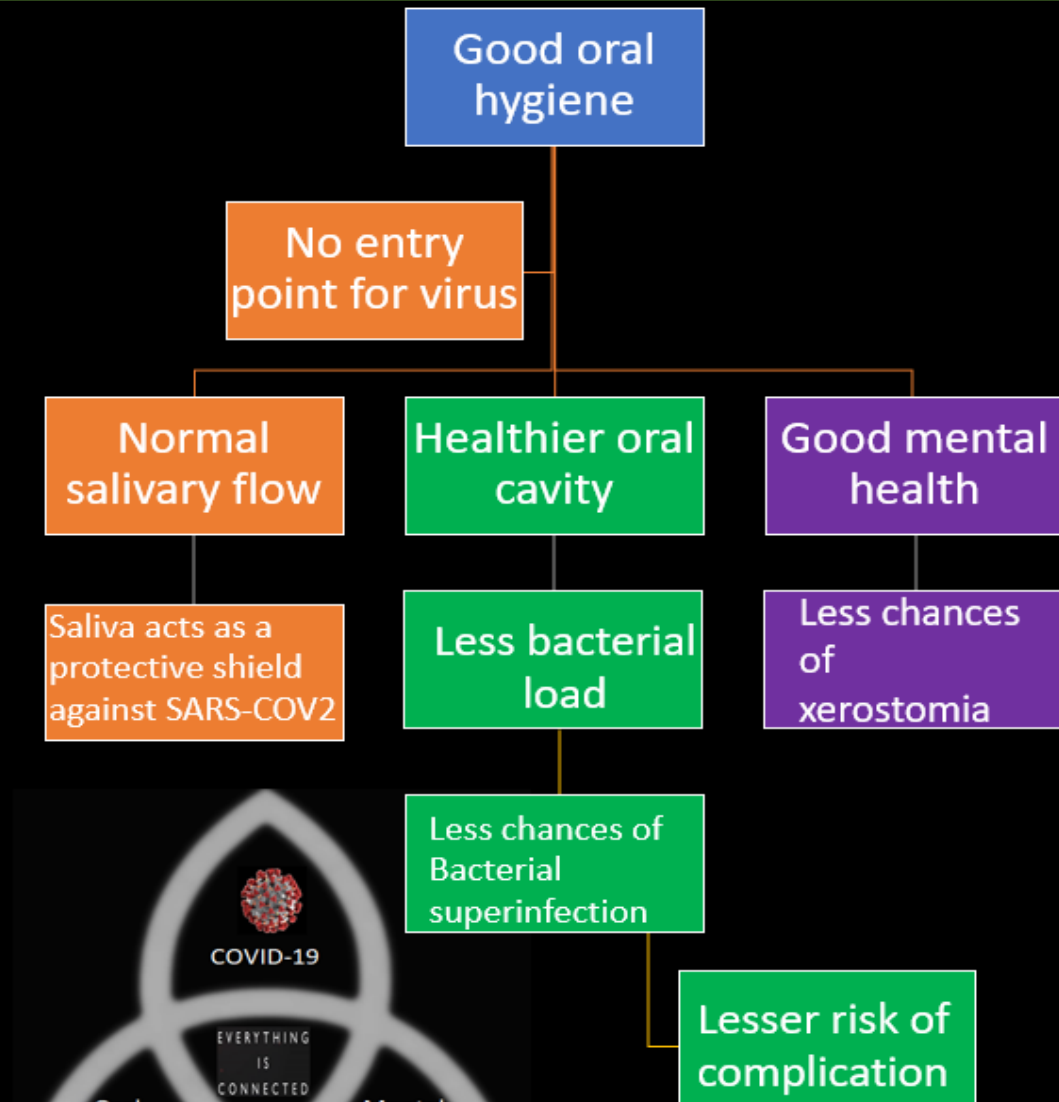 Good oral
hygiene
No entry
point for virus
Normal
salivary flow
Healthier oral
cavity
Good mental
health
Saliva acts as a
protective shield
against SARS-COV2
Less bacterial
load
Less chances
of
xerostomia
Less chances of
Bacterial
superinfection
COVID-19
EVERYTHING
IS
CONNECTED
Lesser risk of
complication